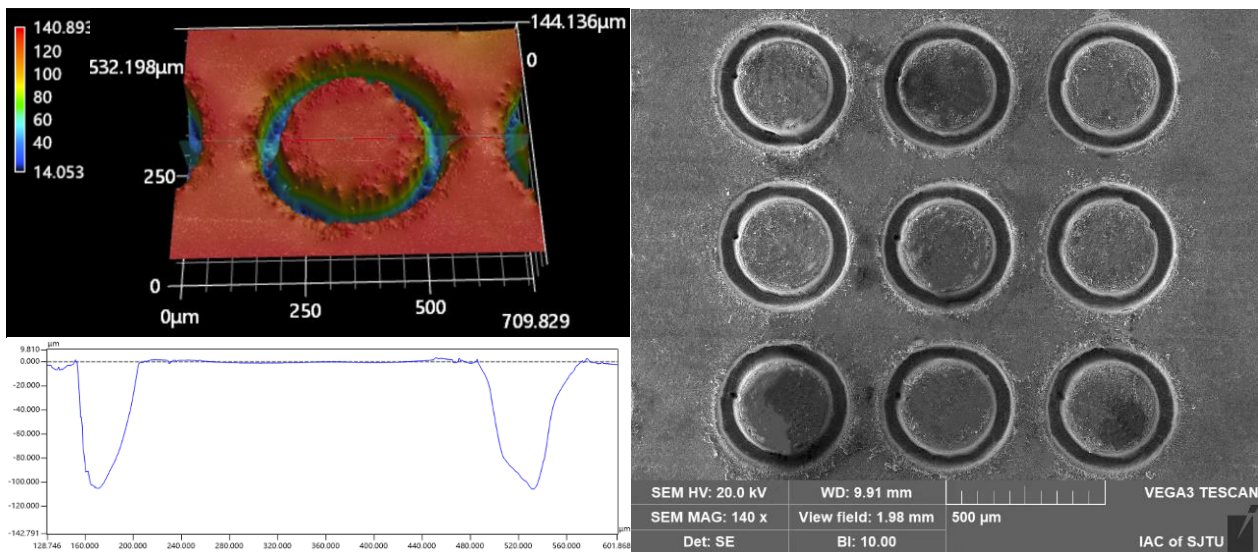 140.893
120
100
80
60
40
14.053
532.198μm
144.136μm
0
250
0
0μm
250
500
709.829
μm
9.810
0.000
-20.000
-40.000
-60.000
-80.000
-100.000
-120.000
-142.791
μm
128.746 160.000 200.000 240.000 280.000 320.000 360.000 400.000 440.000 480.000 520.000 560.000 601.868
SEM HV: 20.0 kV WD: 9.91 mm VEGA3 TESCAN
SEM MAG: 140 x View field: 1.98 mm 500 μm
Det: SE BI: 10.00 IAC of SJTU